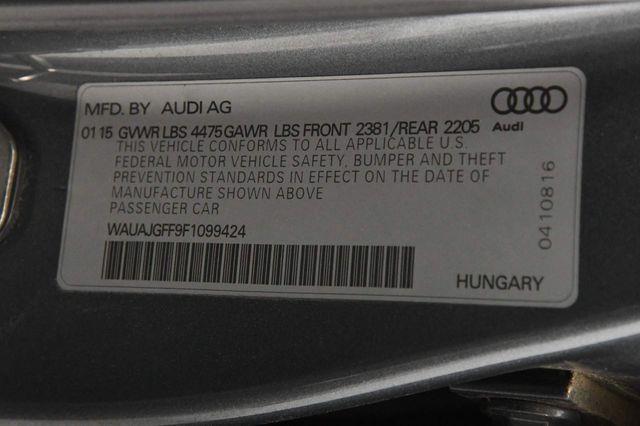 MFD. BY AUDI AG
0115 GVWR LBS 4475 GAWR LBS FRONT 2381/REAR 2205
Audi
THIS VEHICLE CONFORMS TO ALL APPLICABLE U.S.
FEDERAL MOTOR VEHICLE SAFETY, BUMPER AND THEFT
PREVENTION STANDARDS IN EFFECT ON THE DATE OF
MANUFACTURE SHOWN ABOVE
PASSENGER CAR
WAUAJGFF9F1099424
HUNGARY
0410816